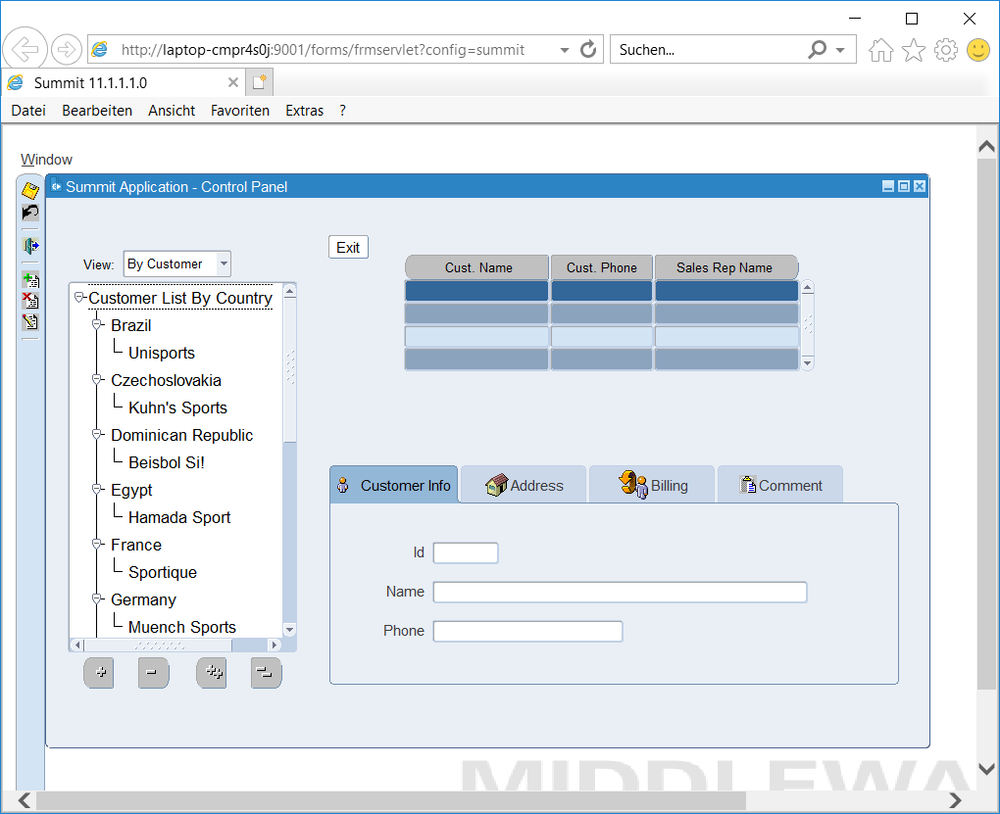 http://laptop-cmpr4s0j:9001/forms/frmservlet?config=summit
Suchen...
Summit 11.1.1.1.0
Datei Bearbeiten Ansicht Favoriten Extras ?
Window
Summit Application - Control Panel
Exit
View: By Customer
Cust. Name Cust. Phone Sales Rep Name
Customer List By Country
Brazil
Unisports
Czechoslovakia
Kuhn's Sports
Dominican Republic
Beisbol Si!
Egypt
Hamada Sport
France
Sportique
Germany
Muench Sports
Customer Info Address Billing Comment
Id
Name
Phone
MIDDLEWA